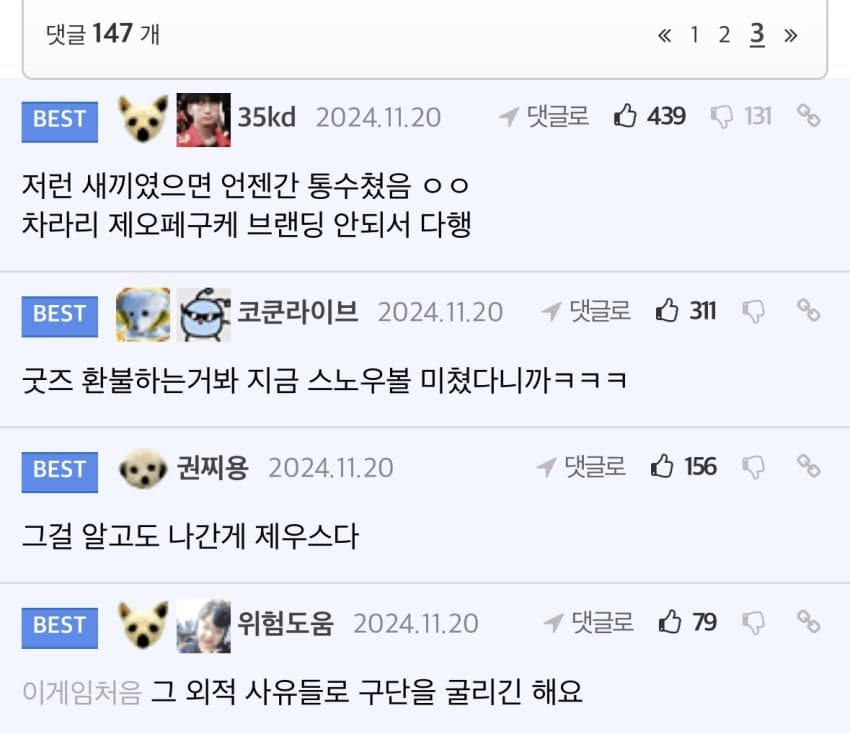 댓글 147 개 « 1 2 3 »
BEST 35kd 2024.11.20 댓글로 439 131
저런 새끼였으면 언젠간 통수쳤음 ㅇㅇ
차라리 제오페구케 브랜딩 안되서 다행
BEST 코쿤라이브 2024.11.20 댓글로 311
굿즈 환불하는거봐 지금 스노우볼 미쳤다니까ㅋㅋㅋ
BEST 권찌용 2024.11.20 댓글로 156
그걸 알고도 나간게 제우스다
BEST 위험도움 2024.11.20 댓글로 79
이게임처음 그 외적 사유들로 구단을 굴리긴 해요